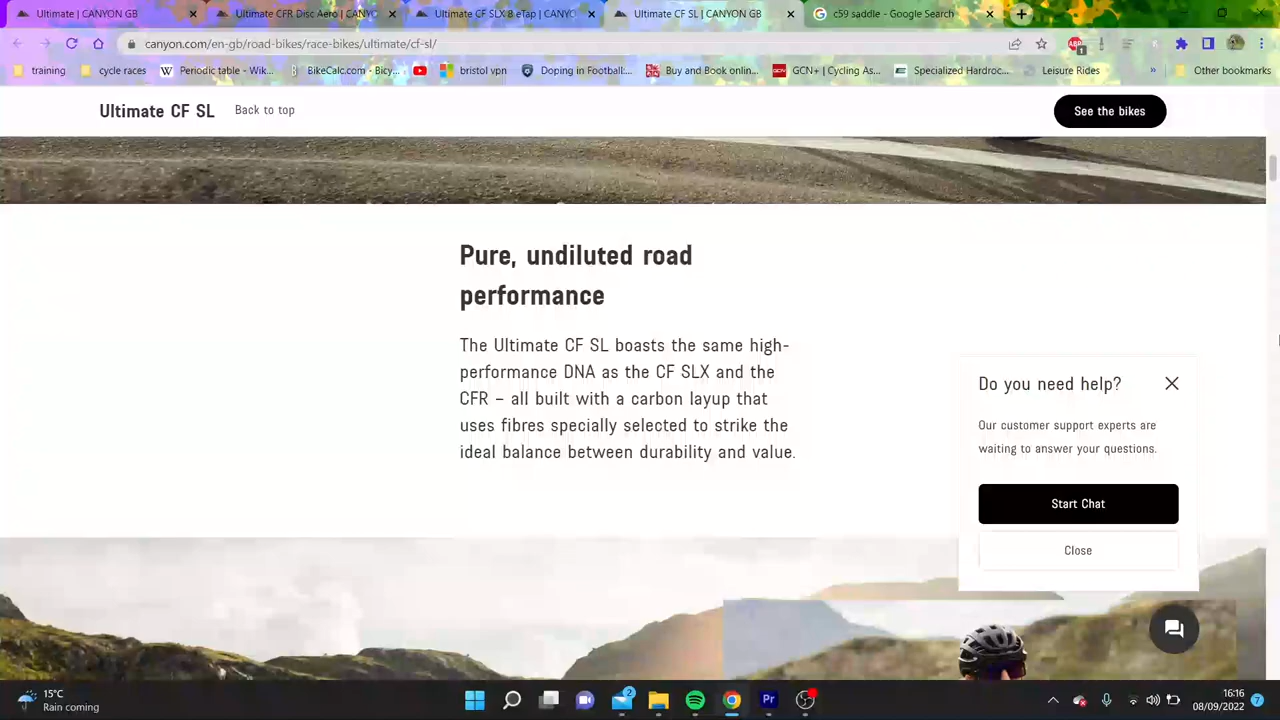 Ultimate | CANYON GB
Ultimate CFR Disc Aero | CANYO
Ultimate CF SLX 8 eTap | CANYO
Ultimate CF SL | CANYON GB
c59 saddle - Google Search
canyon.com/en-gb/road-bikes/race-bikes/ultimate/cf-sl/
training
cycle races
Periodic table - Wik...
BikeCalc.com - Bicy...
bristol vpn
Doping in Football:...
Buy and Book onlin...
GCN+ | Cycling As...
Specialized Hardroc...
Leisure Rides
»
Other bookmarks
Ultimate CF SL
Back to top
See the bikes
Pure, undiluted road
performance
The Ultimate CF SL boasts the same high-
performance DNA as the CF SLX and the
CFR – all built with a carbon layup that
uses fibres specially selected to strike the
ideal balance between durability and value.
Do you need help?
Our customer support experts are
waiting to answer your questions.
Start Chat
Close
15°C
Rain coming
2
Pr
16:16
08/09/2022
7